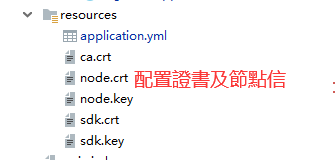 resources
application.yml
ca.crt
node.crt 配置證書及節點信
node.key
sdk.crt
sdk.key